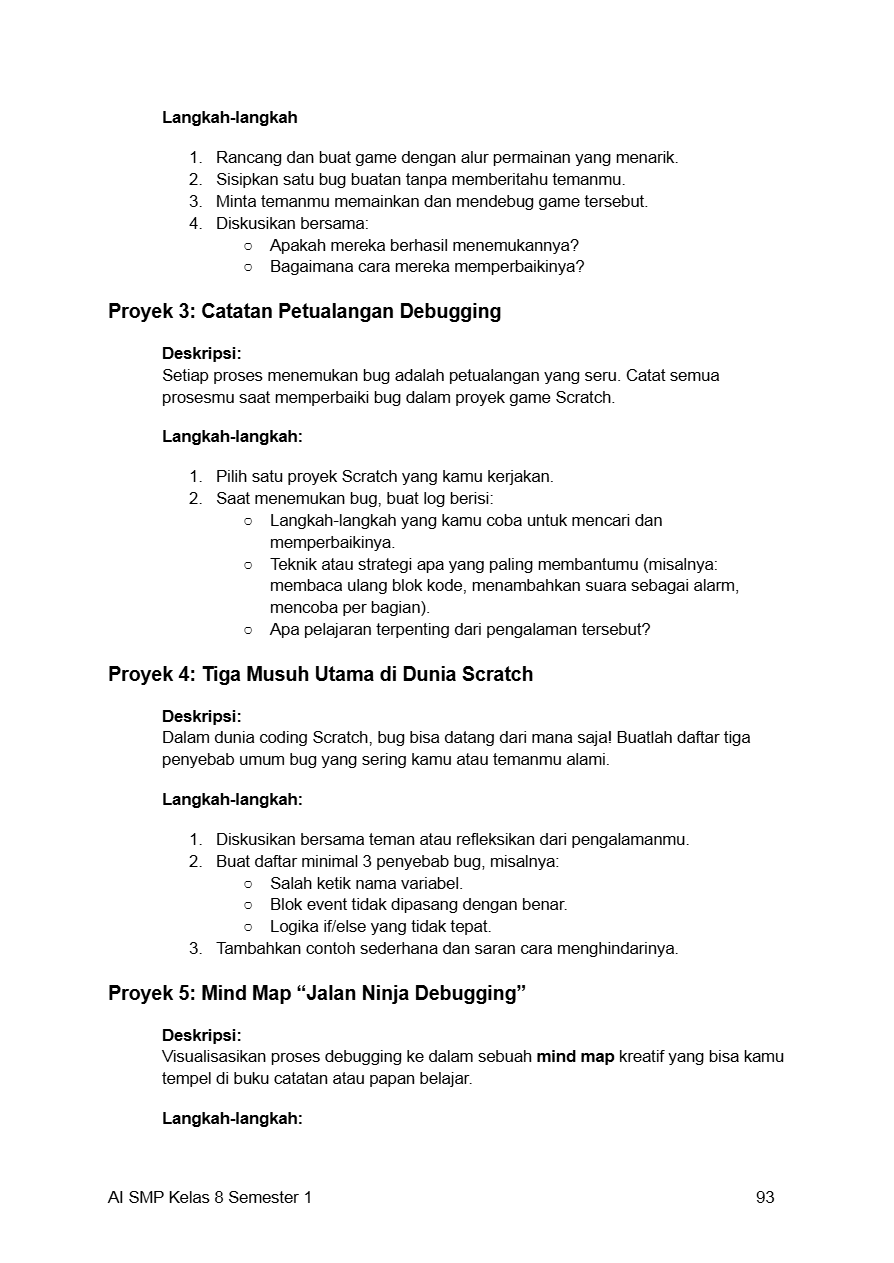 Langkah-langkah
1. Rancang dan buat game dengan alur permainan yang menarik.
2. Sisipkan satu bug buatan tanpa memberitahu temanmu.
3. Minta temanmu memainkan dan mendebug game tersebut.
4. Diskusikan bersama:
○ Apakah mereka berhasil menemukannya?
○ Bagaimana cara mereka memperbaikinya?
Proyek 3: Catatan Petualangan Debugging
Deskripsi:
Setiap proses menemukan bug adalah petualangan yang seru. Catat semua
prosesmu saat memperbaiki bug dalam proyek game Scratch.
Langkah-langkah:
1. Pilih satu proyek Scratch yang kamu kerjakan.
2. Saat menemukan bug, buat log berisi:
○ Langkah-langkah yang kamu coba untuk mencari dan
memperbaikinya.
○ Teknik atau strategi apa yang paling membantumu (misalnya:
membaca ulang blok kode, menambahkan suara sebagai alarm,
mencoba per bagian).
○ Apa pelajaran terpenting dari pengalaman tersebut?
Proyek 4: Tiga Musuh Utama di Dunia Scratch
Deskripsi:
Dalam dunia coding Scratch, bug bisa datang dari mana saja! Buatlah daftar tiga
penyebab umum bug yang sering kamu atau temanmu alami.
Langkah-langkah:
1. Diskusikan bersama teman atau refleksikan dari pengalamanmu.
2. Buat daftar minimal 3 penyebab bug, misalnya:
○ Salah ketik nama variabel.
○ Blok event tidak dipasang dengan benar.
○ Logika if/else yang tidak tepat.
3. Tambahkan contoh sederhana dan saran cara menghindarinya.
Proyek 5: Mind Map “Jalan Ninja Debugging”
Deskripsi:
Visualisasikan proses debugging ke dalam sebuah mind map kreatif yang bisa kamu
tempel di buku catatan atau papan belajar.
Langkah-langkah:
AI SMP Kelas 8 Semester 1 93